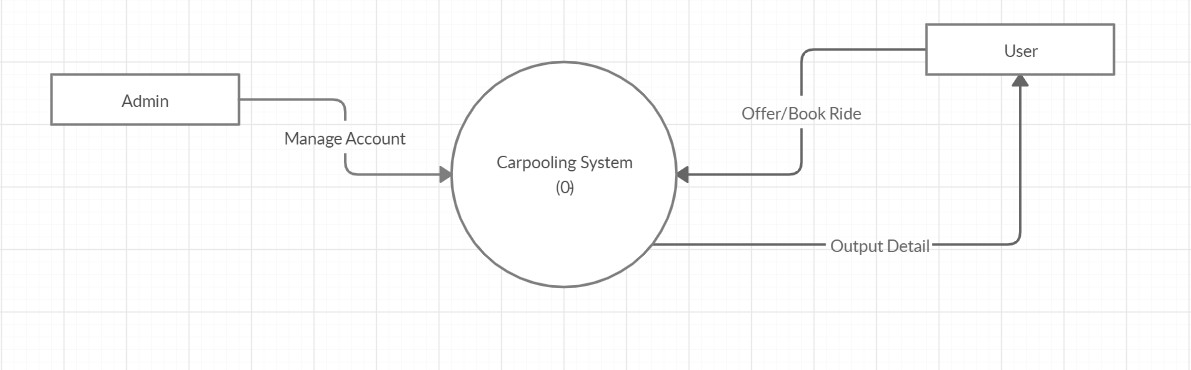 User
Admin
Offer/Book Ride
Manage Account
Carpooling System
(0)
Output Detail